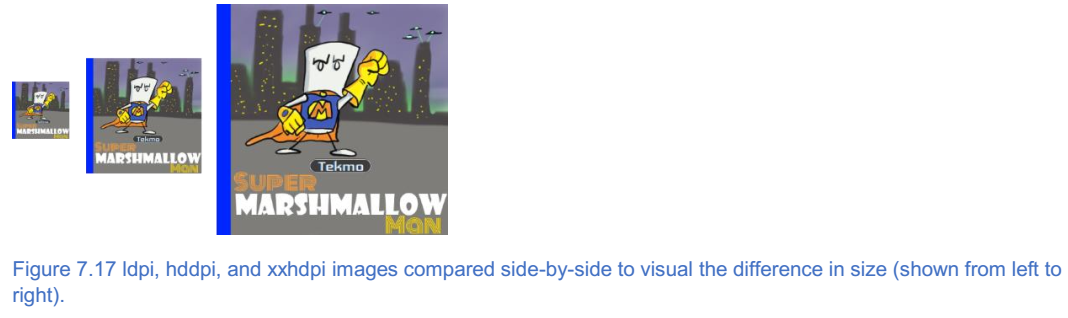 MARSHMALLOW
MAN
Tekmo
SUPER
MARSHMALLOW
MAN
M
Tekmo
SUPER
MARSHMALLOW
MAN
Figure 7.17 ldpi, hddpi, and xxhdpi images compared side-by-side to visual the difference in size (shown from left to
right).